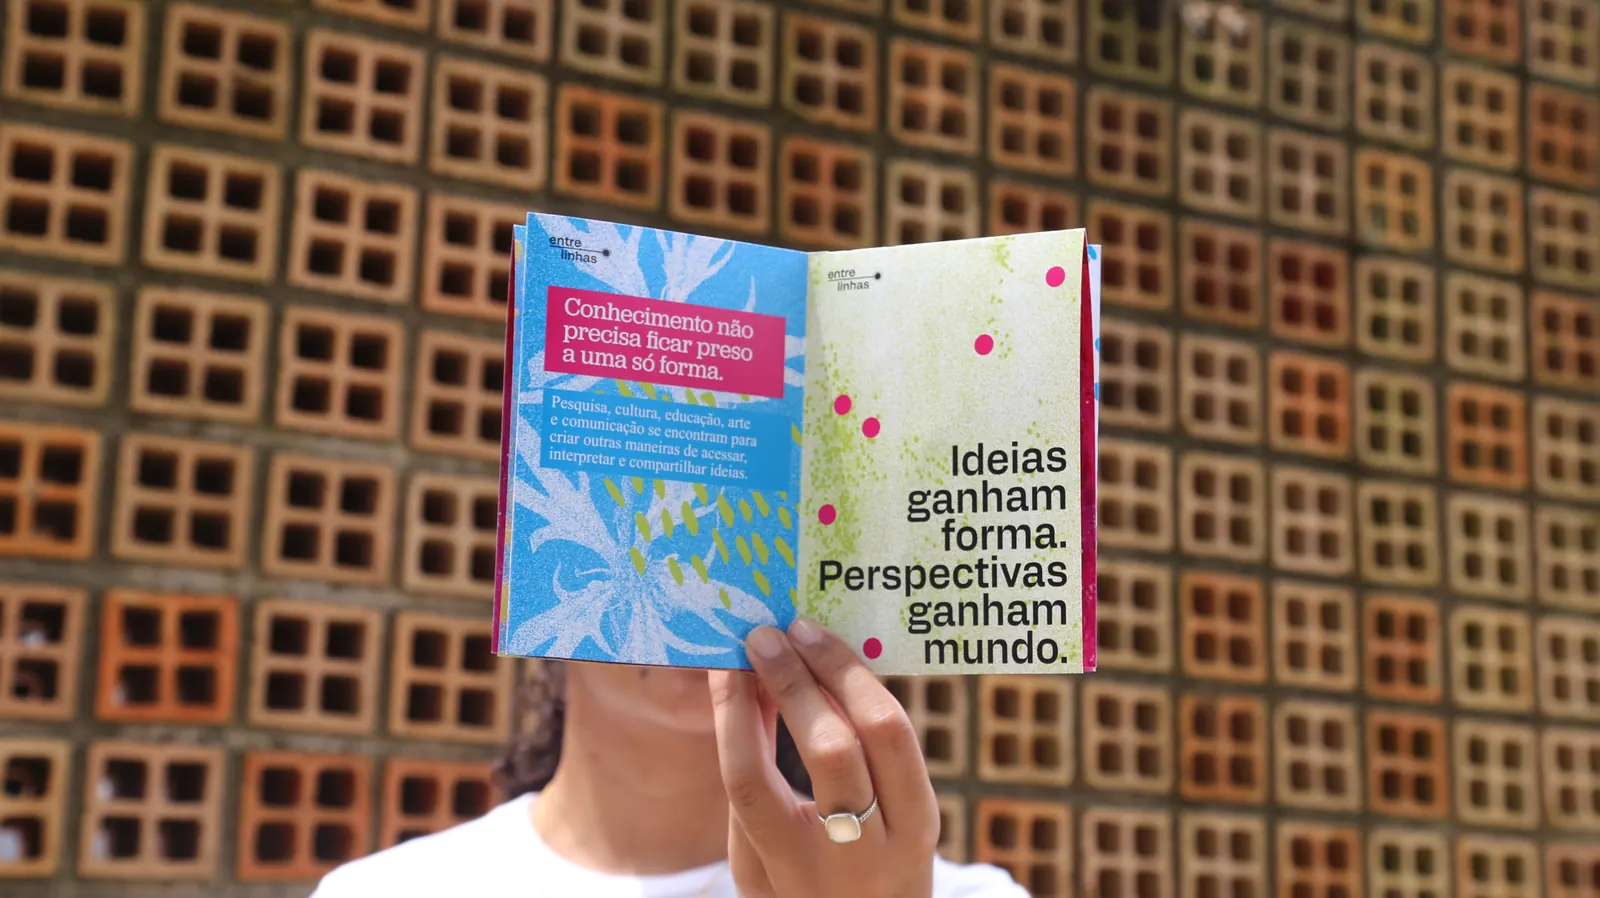 entre
linhas
Conhecimento não
precisa ficar preso
a uma só forma.
Pesquisa, cultura, educação, arte
e comunicação se encontram para
criar outras maneiras de acessar,
interpretar e compartilhar ideias.
entre
linhas
Ideias
ganham
forma.
Perspectivas
ganham
mundo.